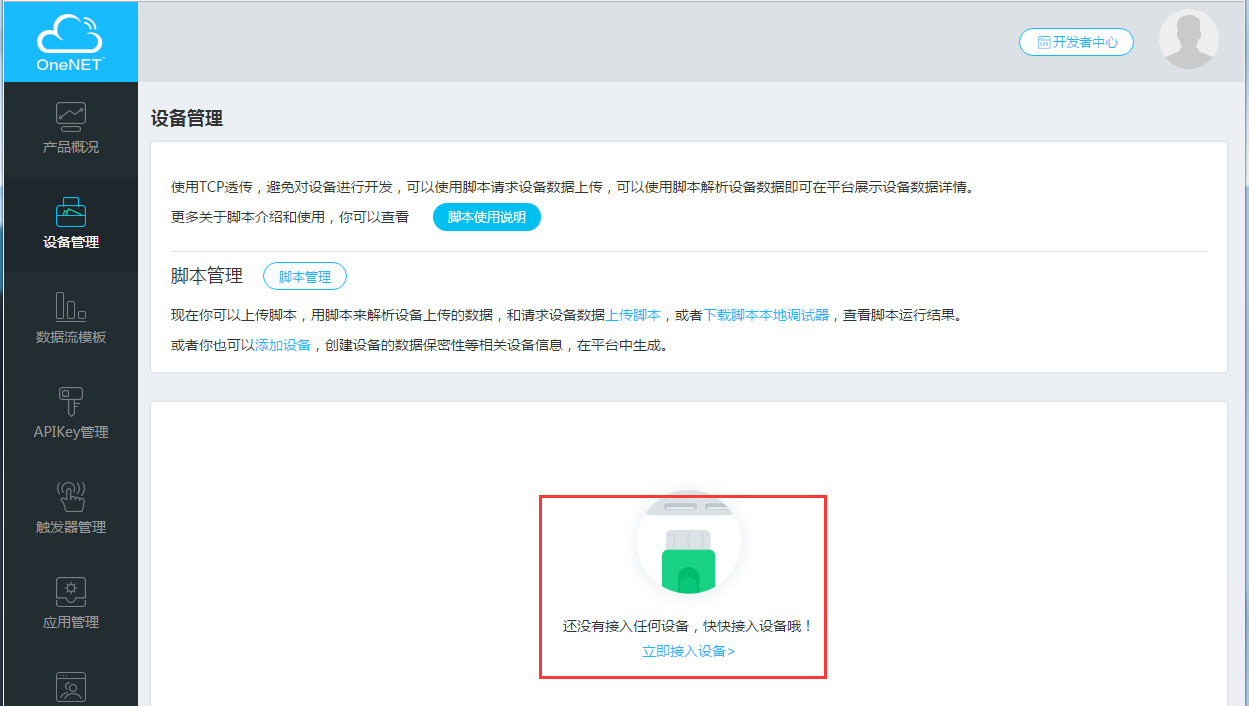 OneNET
开发者中心
产品概况
设备管理
数据流模板
APIKey管理
触发器管理
应用管理
设备管理
使用TCP透传，避免对设备进行开发，可以使用脚本请求设备数据上传，可以使用脚本解析设备数据即可在平台展示设备数据详情。
更多关于脚本介绍和使用，你可以查看 脚本使用说明
脚本管理 脚本管理
现在你可以上传脚本，用脚本来解析设备上传的数据，和请求设备数据上传脚本，或者下载脚本本地调试器，查看脚本运行结果。
或者你也可以添加设备，创建设备的数据保密性等相关设备信息，在平台中生成。
还没有接入任何设备，快快接入设备哦！
立即接入设备>